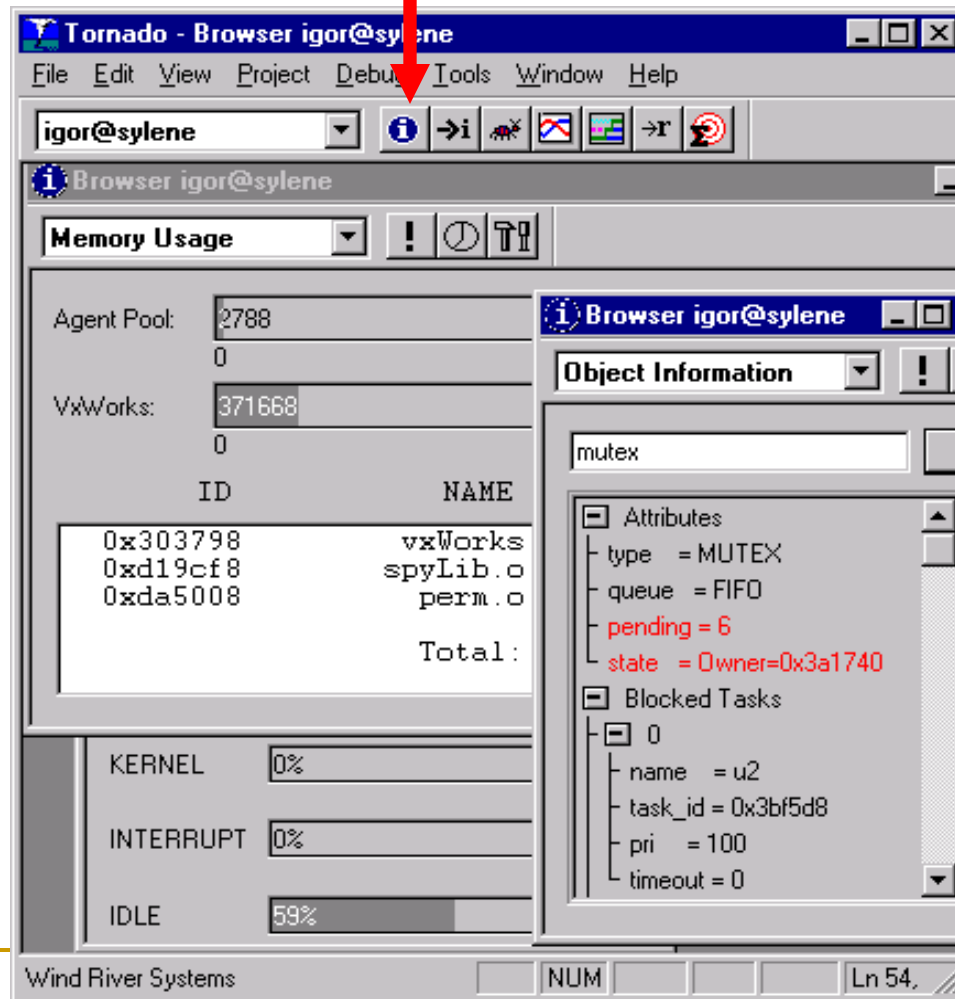 Tornado - Browser igor@sylene
File Edit View Project Debug Tools Window Help
igor@sylene
i →i →r
Browser igor@sylene
Memory Usage
!
Agent Pool: 2788
0
VxWorks: 371668
0
ID NAME
0x303798 vxWorks
0xd19cf8 spyLib.o
0xda5008 perm.o
Total:
KERNEL 0%
INTERRUPT 0%
IDLE 59%
Browser igor@sylene
Object Information
!
mutex
Attributes
type = MUTEX
queue = FIFO
pending = 6
state = Owner=0x3a1740
Blocked Tasks
0
name = u2
task_id = 0x3bf5d8
pri = 100
timeout = 0
Wind River Systems
NUM
Ln 54,